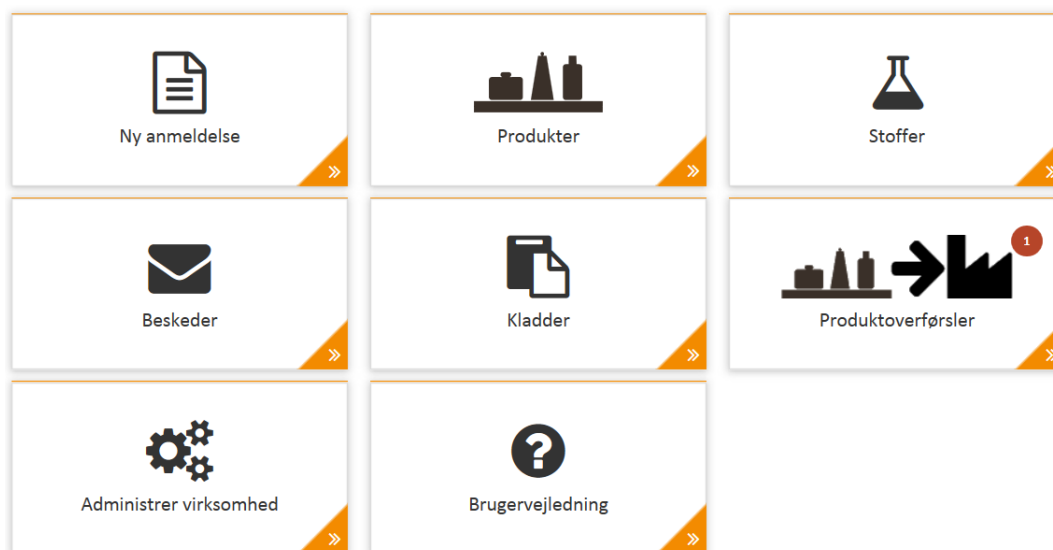 Ny anmeldelse
Produkter
Stoffer
Beskeder
Kladder
1
Produktoverførsler
Administrer virksomhed
Brugervejledning